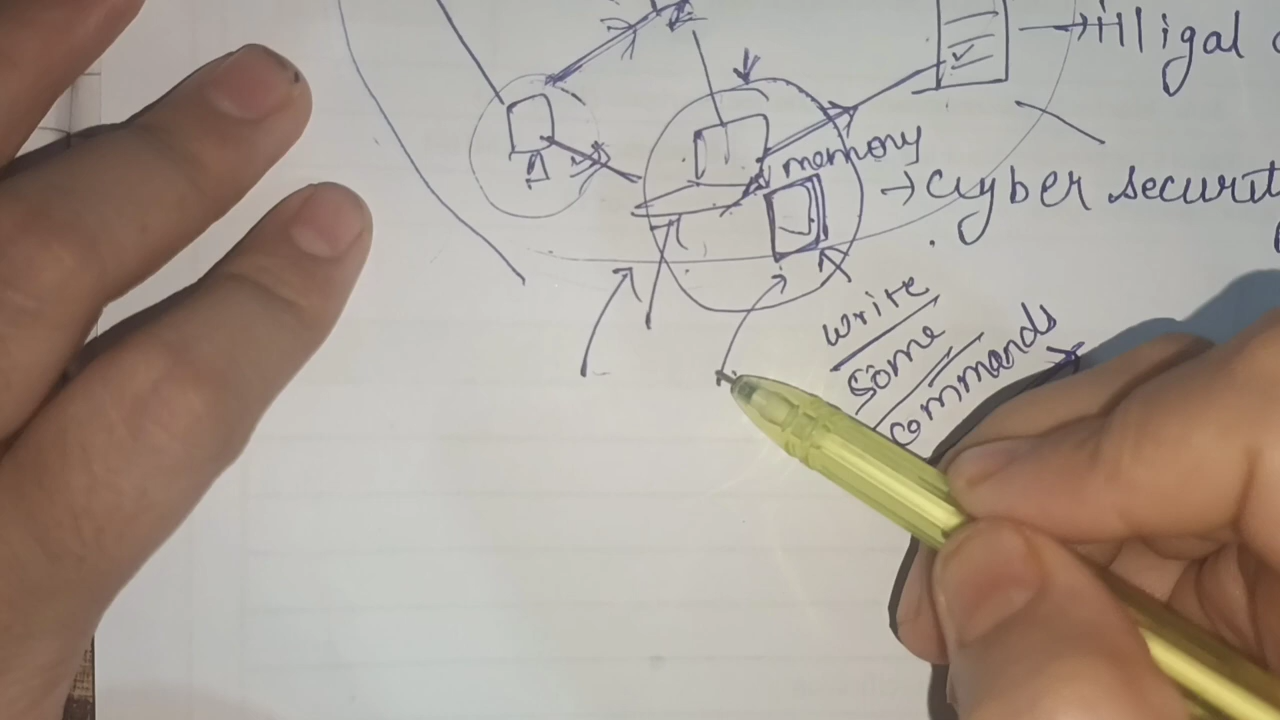 →illigal
memory
→Cyber securit
write
some
commands